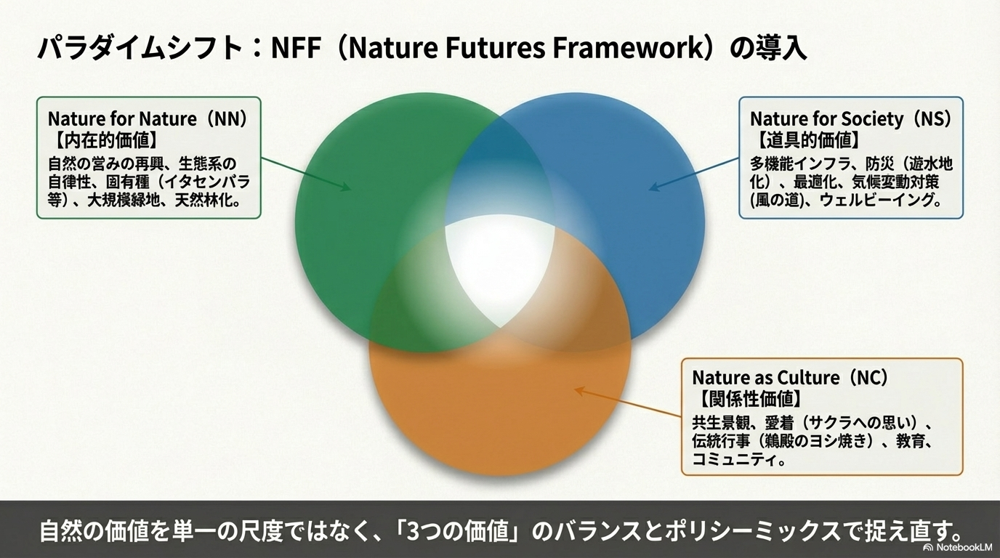 パラダイムシフト：NFF（Nature Futures Framework）の導入
Nature for Nature（NN）
【内在的価値】
自然の営みの再興、生態系の
自律性、固有種（イタセンパラ
等）、大規模緑地、天然林化。
Nature for Society（NS）
【道具的価値】
多機能インフラ、防災（遊水地
化）、最適化、気候変動対策
(風の道)、ウェルビーイング。
Nature as Culture（NC）
【関係性価値】
共生景観、愛着（サクラへの思い）、
伝統行事（鵜殿のヨシ焼き）、教育、
コミュニティ。
自然の価値を単一の尺度ではなく、「3つの価値」のバランスとポリシーミックスで捉え直す。
NotebookLM